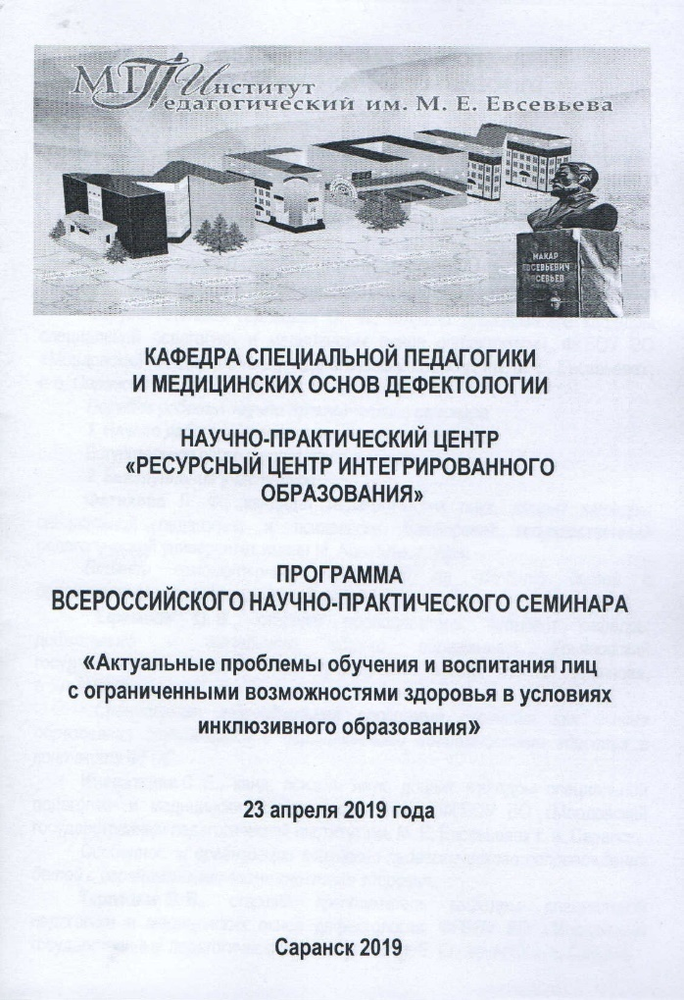 МГПИнститут
Педагогический им. М. Е. Евсевьева
МАКАР
ЕВСЕВЬЕВИЧ
ЕВСЕВЬЕВ
КАФЕДРА СПЕЦИАЛЬНОЙ ПЕДАГОГИКИ
И МЕДИЦИНСКИХ ОСНОВ ДЕФЕКТОЛОГИИ
НАУЧНО-ПРАКТИЧЕСКИЙ ЦЕНТР
«РЕСУРСНЫЙ ЦЕНТР ИНТЕГРИРОВАННОГО
ОБРАЗОВАНИЯ»
ПРОГРАММА
ВСЕРОССИЙСКОГО НАУЧНО-ПРАКТИЧЕСКОГО СЕМИНАРА
«Актуальные проблемы обучения и воспитания лиц
с ограниченными возможностями здоровья в условиях
инклюзивного образования»
23 апреля 2019 года
Саранск 2019